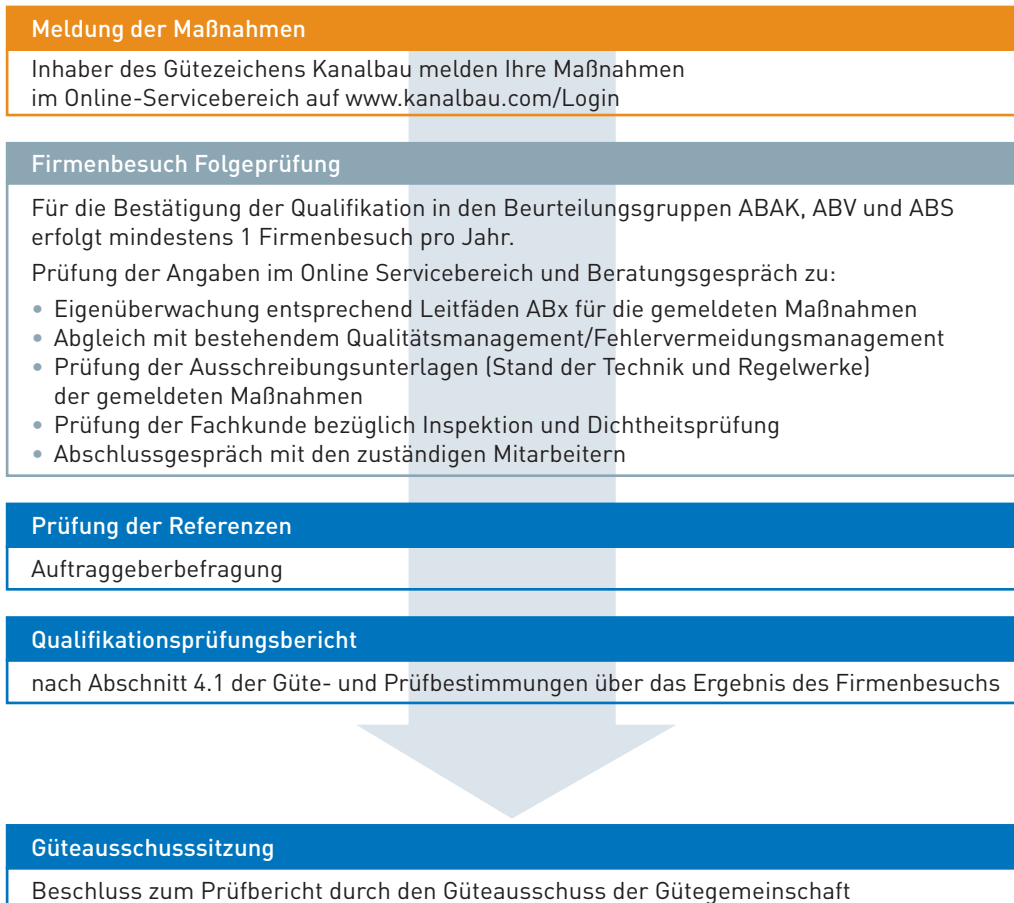 Meldung der Maßnahmen
Inhaber des Gütezeichens Kanalbau melden Ihre Maßnahmen
im Online-Servicebereich auf www.kanalbau.com/Login
Firmenbesuch Folgeprüfung
Für die Bestätigung der Qualifikation in den Beurteilungsgruppen ABAK, ABV und ABS
erfolgt mindestens 1 Firmenbesuch pro Jahr.
Prüfung der Angaben im Online Servicebereich und Beratungsgespräch zu:
• Eigenüberwachung entsprechend Leitfäden ABx für die gemeldeten Maßnahmen
• Abgleich mit bestehendem Qualitätsmanagement/Fehlervermeidungsmanagement
• Prüfung der Ausschreibungsunterlagen (Stand der Technik und Regelwerke)
der gemeldeten Maßnahmen
• Prüfung der Fachkunde bezüglich Inspektion und Dichtheitsprüfung
• Abschlussgespräch mit den zuständigen Mitarbeitern
Prüfung der Referenzen
Auftraggeberbefragung
Qualifikationsprüfungsbericht
nach Abschnitt 4.1 der Güte- und Prüfbestimmungen über das Ergebnis des Firmenbesuchs
Güteausschusssitzung
Beschluss zum Prüfbericht durch den Güteausschuss der Gütegemeinschaft